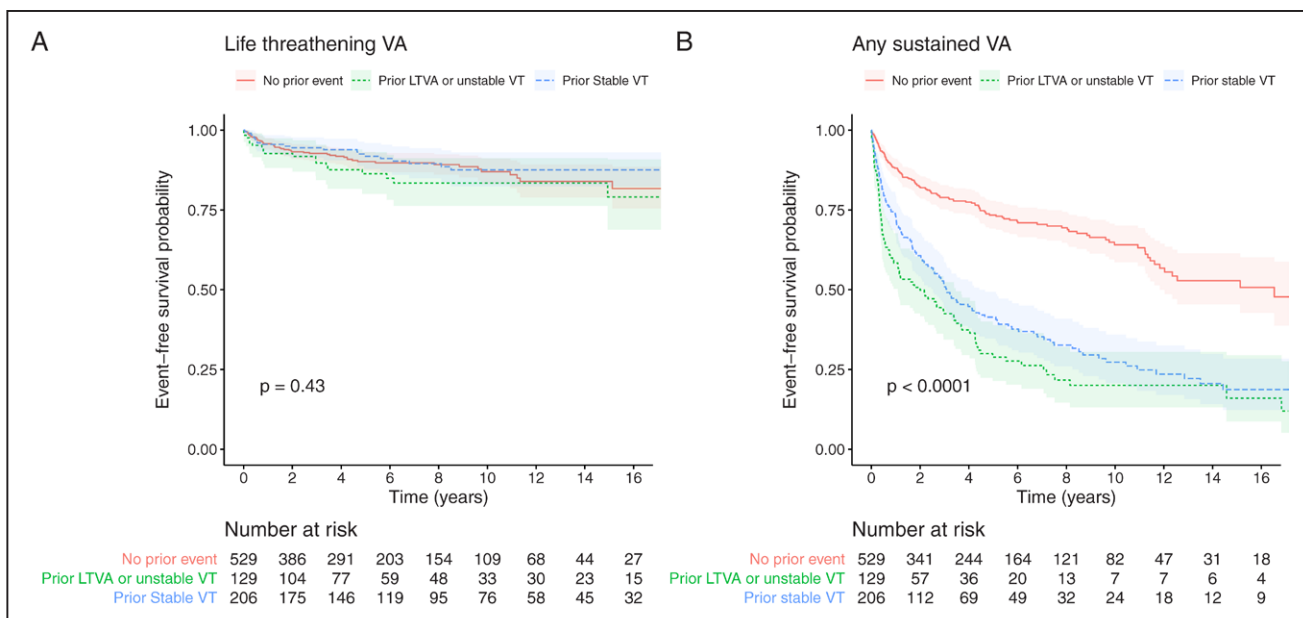 A
Life threathening VA
No prior event Prior LTVA or unstable VT Prior Stable VT
Event-free survival probability
1.00
0.75
0.50
0.25
0.00
p = 0.43
0 2 4 6 8 10 12 14 16
Time (years)
Number at risk
No prior event 529 386 291 203 154 109 68 44 27
Prior LTVA or unstable VT 129 104 77 59 48 33 30 23 15
Prior Stable VT 206 175 146 119 95 76 58 45 32
B
Any sustained VA
No prior event Prior LTVA or unstable VT Prior stable VT
Event-free survival probability
1.00
0.75
0.50
0.25
0.00
p < 0.0001
0 2 4 6 8 10 12 14 16
Time (years)
Number at risk
No prior event 529 341 244 164 121 82 47 31 18
Prior LTVA or unstable VT 129 57 36 20 13 7 7 6 4
Prior stable VT 206 112 69 49 32 24 18 12 9